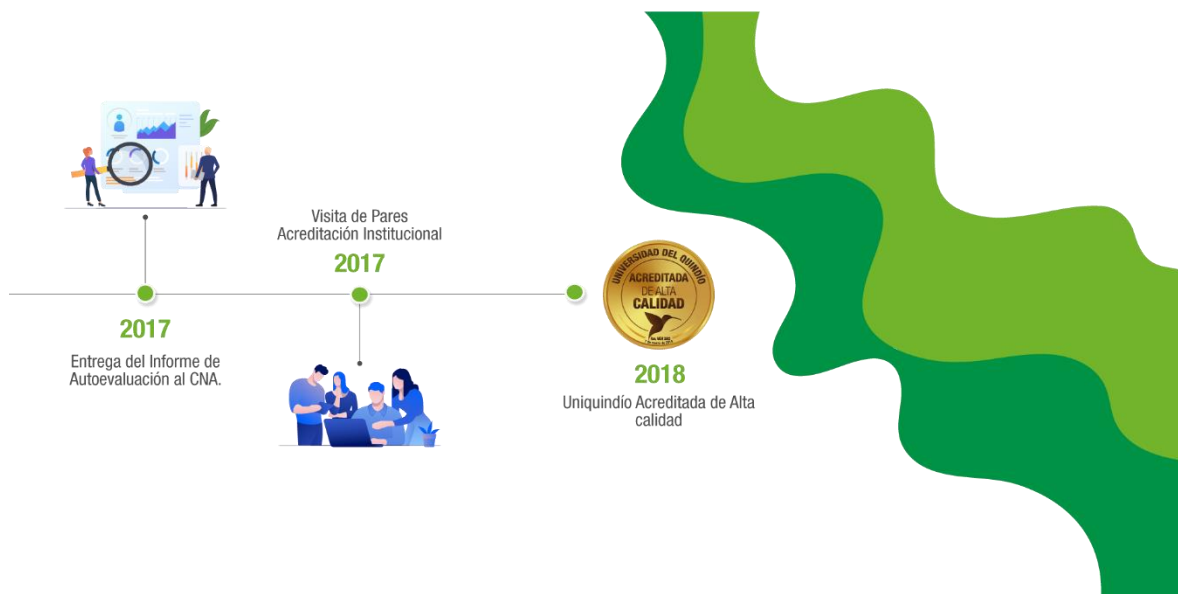 2017
Entrega del Informe de
Autoevaluación al CNA.
Visita de Pares
Acreditación Institucional
2017
UNIVERSIDAD DEL QUINDÍO
ACREDITADA
DE ALTA
CALIDAD
2018
Uniquindío Acreditada de Alta
calidad